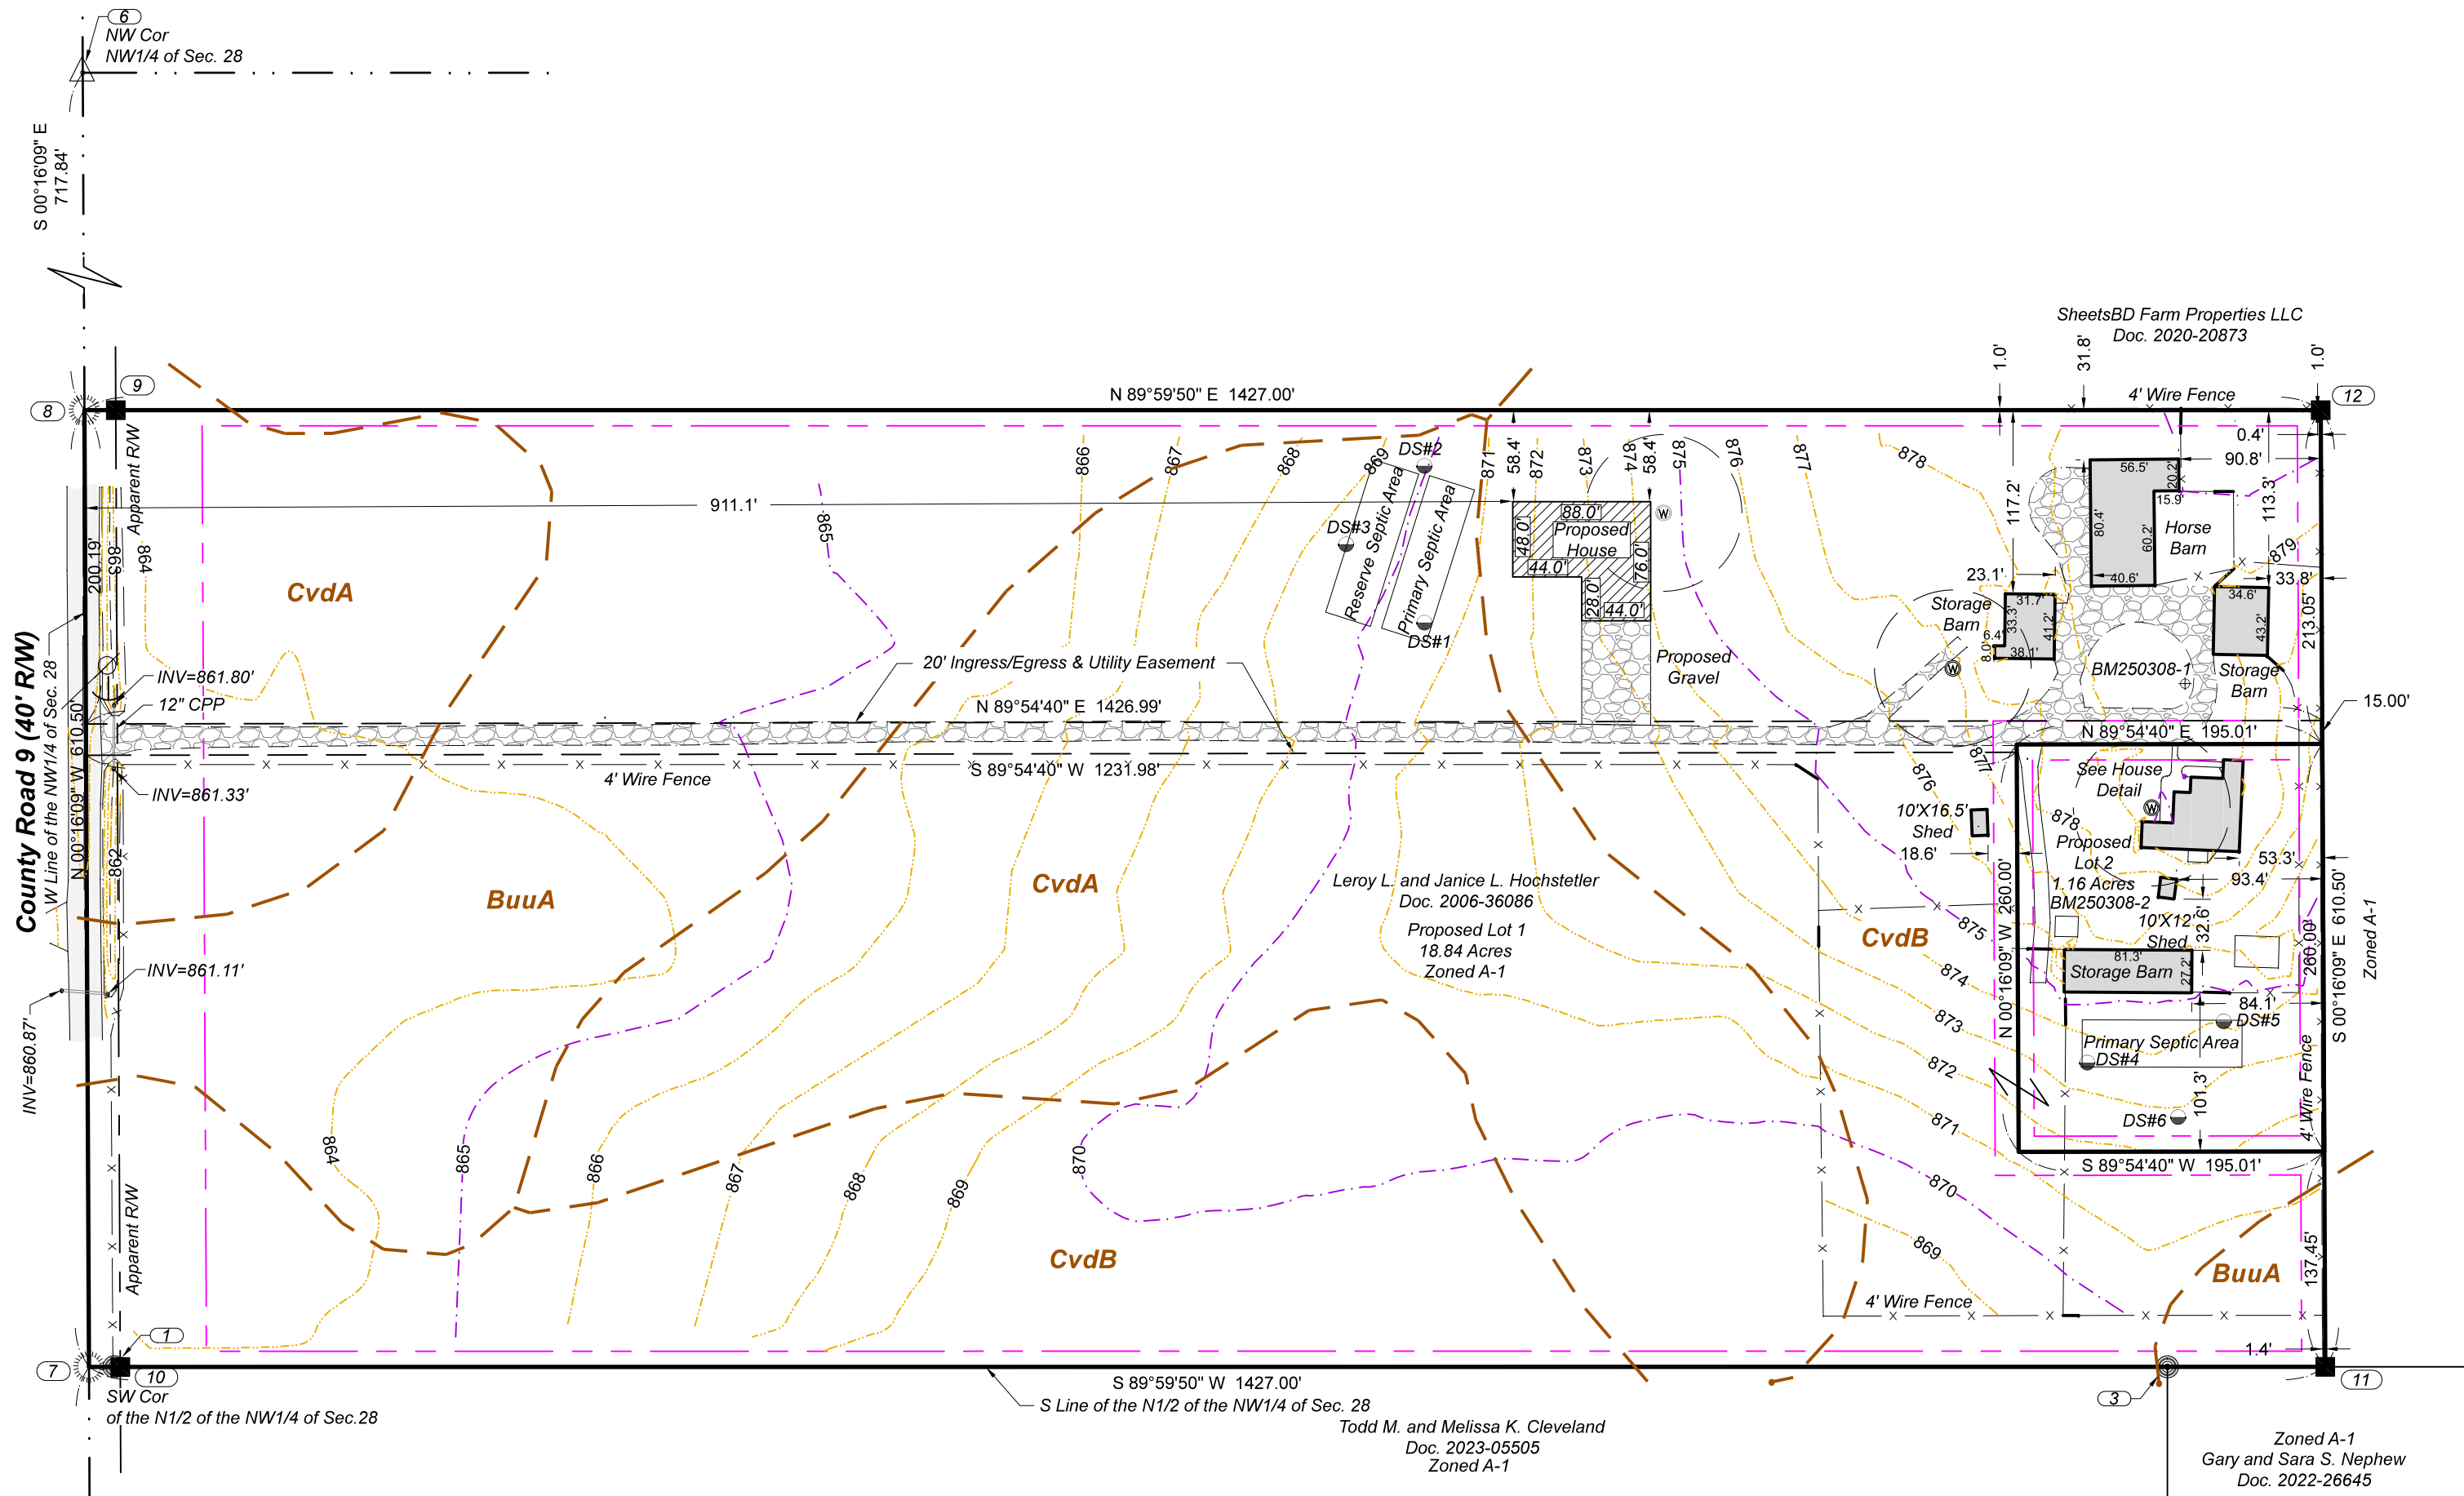 6
NW Cor
NW1/4 of Sec. 28
S 00°16'09" E
717.84'
SheetsBD Farm Properties LLC
Doc. 2020-20873
8
9
N 89°59'50" E 1427.00'
1.0'
31.8'
4' Wire Fence
1.0'
12
Apparent R/W
200.19'
863
864
911.1'
865
866
867
868
869
DS#2
871
58.4'
872
873
874
58.4'
875
876
877
878
0.4'
90.8'
56.5'
20.2'
15.9'
113.3'
117.2'
80.4'
60.2'
Horse
Barn
40.6'
879
33.8'
DS#3
Reserve Septic Area
Primary Septic Area
DS#1
88.0'
48.0'
Proposed
House
44.0'
76.0'
28.0'
44.0'
W
23.1'
Storage
Barn
31.7'
33.3'
41.2'
6.4'
8.0'
38.1'
34.6'
43.2'
213.05'
CvdA
County Road 9 (40' R/W)
W Line of the NW1/4 of Sec. 28
N 00°16'09" W 610.50'
INV=861.80'
12" CPP
20' Ingress/Egress & Utility Easement
Proposed
Gravel
W
BM250308-1
Storage
Barn
15.00'
N 89°54'40" E 1426.99'
N 89°54'40" E 195.01'
4' Wire Fence
S 89°54'40" W 1231.98'
INV=861.33'
862
876
877
See House
Detail
W
10'X16.5'
Shed
878
Proposed
Lot 2
1.16 Acres
BM250308-2
18.6'
53.3'
93.4'
10'X12'
Shed
32.6'
BuuA
CvdA
Leroy L. and Janice L. Hochstetler
Doc. 2006-36086
Proposed Lot 1
18.84 Acres
Zoned A-1
CvdB
875
N 00°16'09" W 260.00'
81.3'
Storage Barn
27.2'
260.00'
S 00°16'09" E 610.50'
Zoned A-1
INV=861.11'
INV=860.87'
874
873
872
871
84.1'
DS#5
Primary Septic Area
DS#4
101.3'
DS#6
4' Wire Fence
S 89°54'40" W 195.01'
864
865
866
867
868
869
870
870
869
Apparent R/W
CvdB
BuuA
137.45'
4' Wire Fence
1.4'
1
7
10
SW Cor
of the N1/2 of the NW1/4 of Sec.28
S 89°59'50" W 1427.00'
S Line of the N1/2 of the NW1/4 of Sec. 28
3
11
Todd M. and Melissa K. Cleveland
Doc. 2023-05505
Zoned A-1
Zoned A-1
Gary and Sara S. Nephew
Doc. 2022-26645